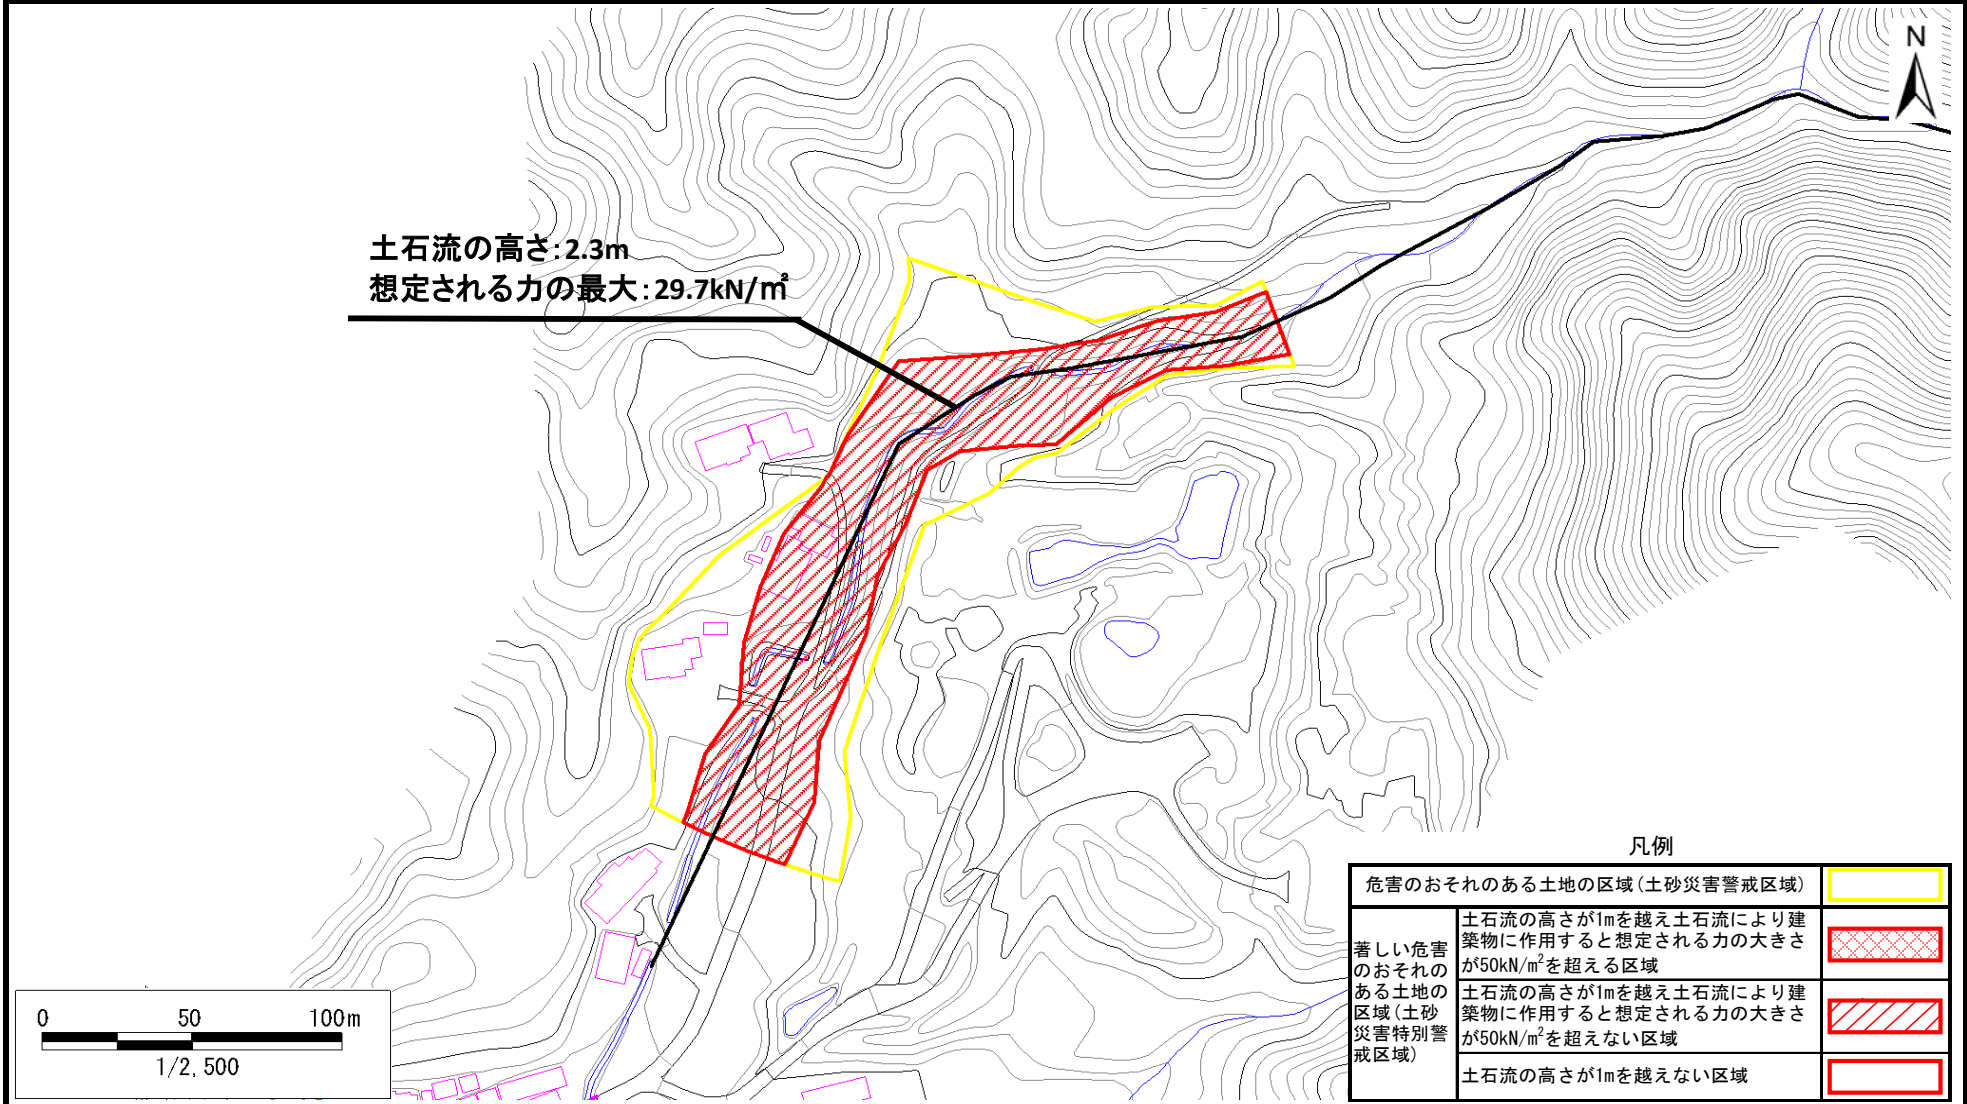 N
土石流の高さ:2.3m
想定される力の最大:29.7kN/㎡
凡例
危害のおそれのある土地の区域(土砂災害警戒区域)
著しい危害
のおそれの
ある土地の
区域(土砂
災害特別警
戒区域)
土石流の高さが1mを越え土石流により建
築物に作用すると想定される力の大きさ
が50kN/m²を超える区域
土石流の高さが1mを越え土石流により建
築物に作用すると想定される力の大きさ
が50kN/m²を超えない区域
土石流の高さが1mを越えない区域
0 50 100m
1/2,500